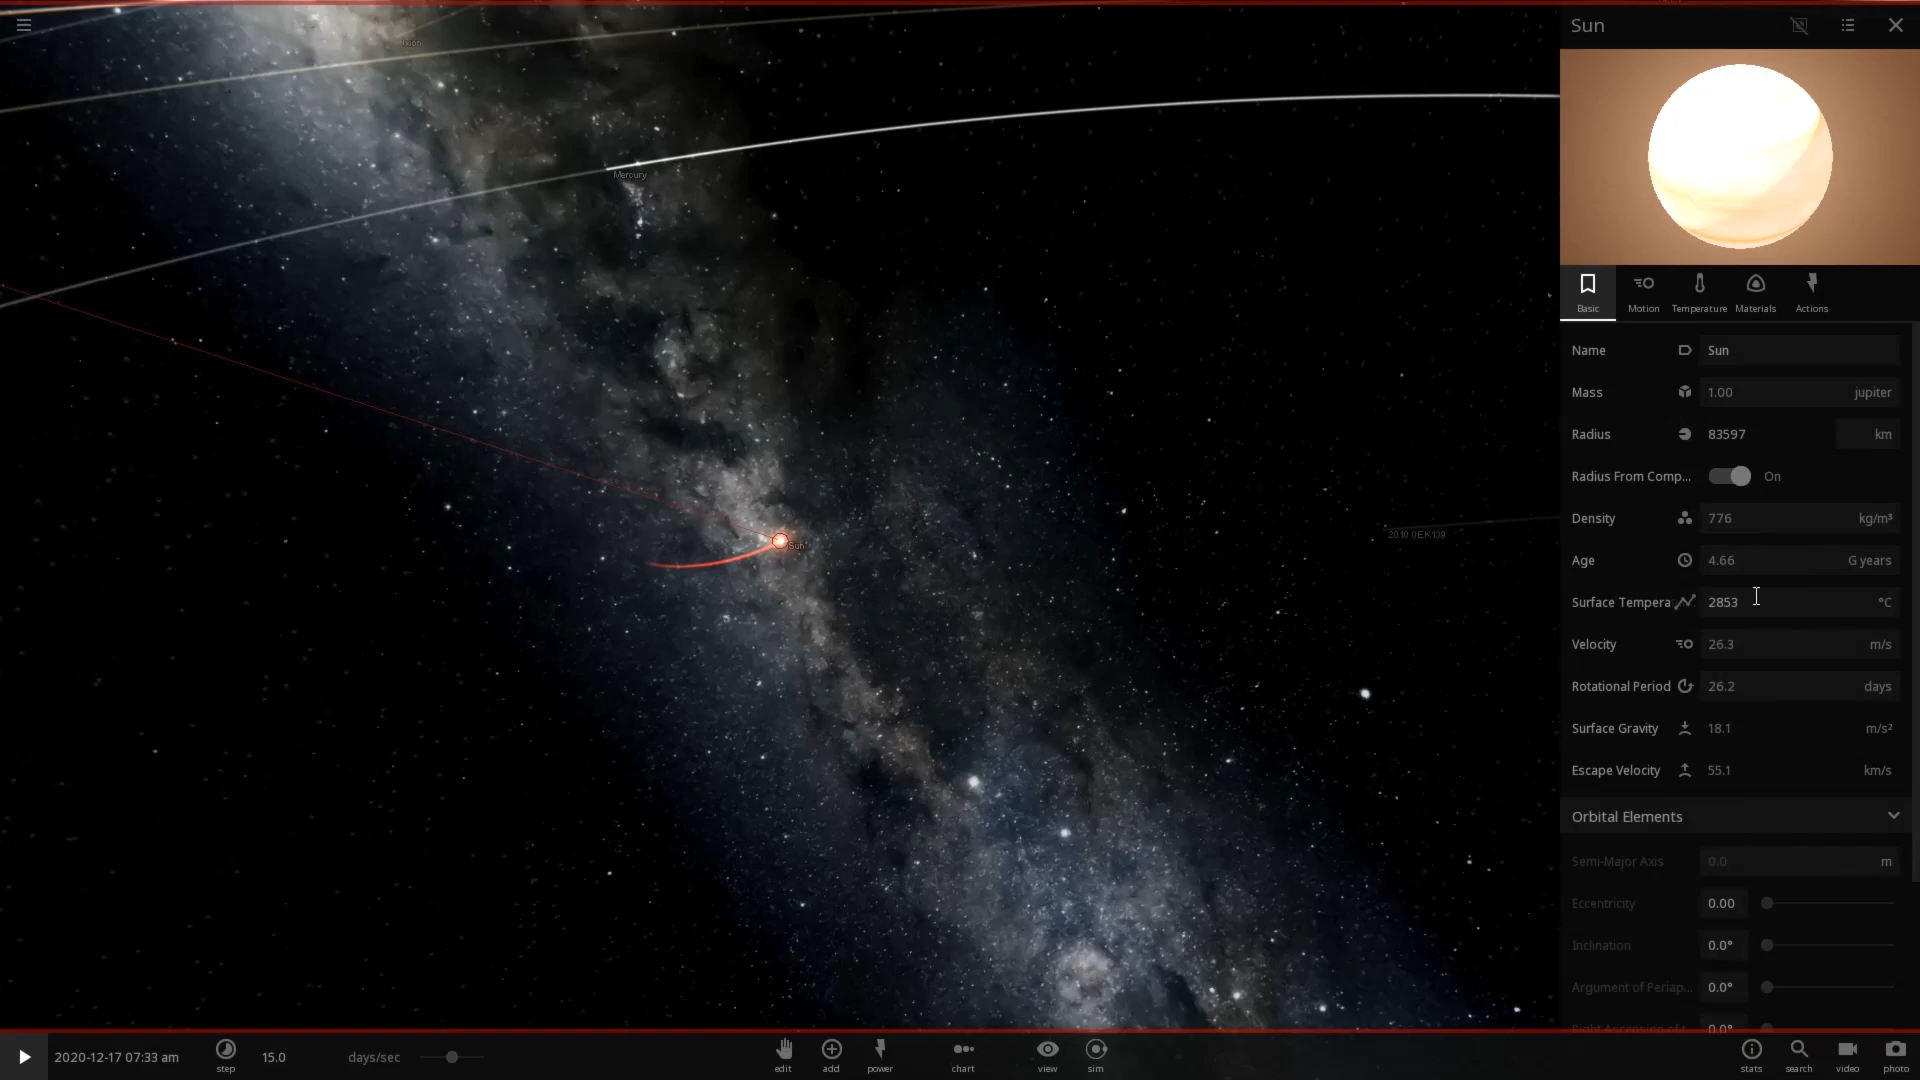 Sun
Moon
Mercury
Sun
2010 OEK139
Basic
Motion
Temperature
Materials
Actions
Name Sun
Mass 1.00 jupiter
Radius 83597 km
Radius From Comp... On
Density 776 kg/m³
Age 4.66 G years
Surface Tempera 2853 °C
Velocity 26.3 m/s
Rotational Period 26.2 days
Surface Gravity 18.1 m/s²
Escape Velocity 55.1 km/s
Orbital Elements
Semi-Major Axis 0.0 m
Eccentricity 0.00
Inclination 0.0°
Argument of Periap... 0.0°
2020-12-17 07:33 am
step
15.0 days/sec
edit
add
power
chart
view
sim
stats
search
video
photo